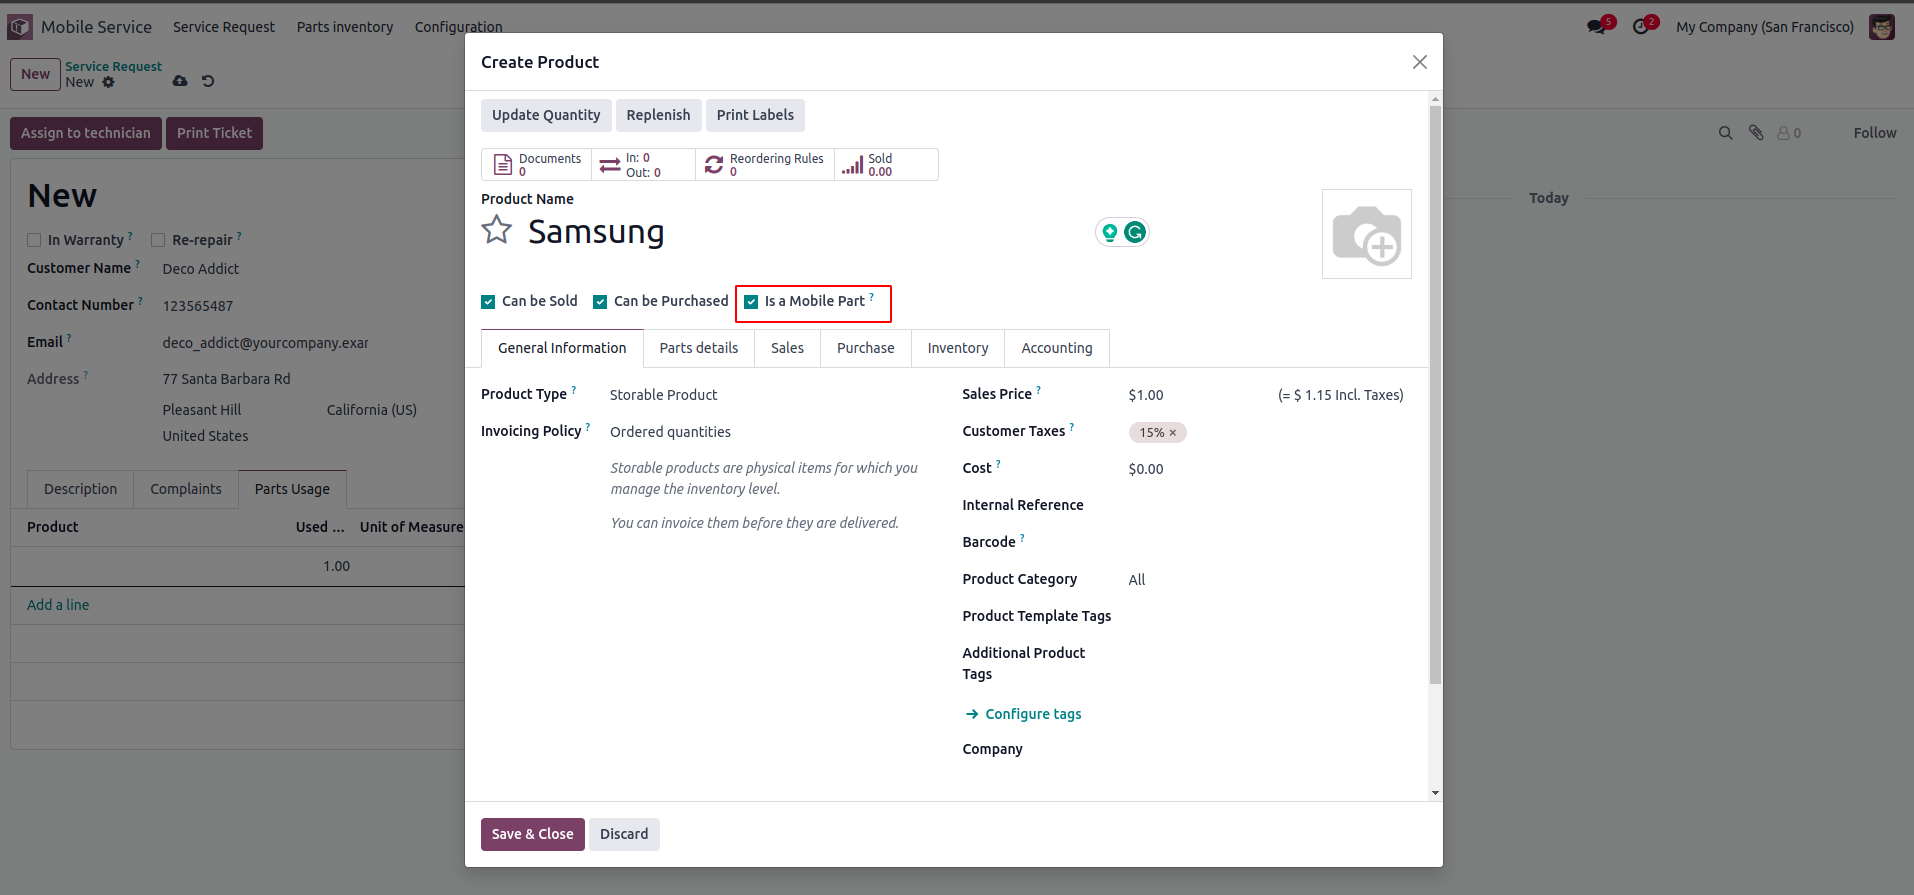 Mobile Service Service Request Parts inventory Configuration 5 2 My Company (San Francisco)
New Service Request
New
Assign to technician Print Ticket
0 Follow
New
In Warranty ? Re-repair ?
Customer Name ? Deco Addict
Contact Number ? 123565487
Email ? deco_addict@yourcompany.exar
Address ? 77 Santa Barbara Rd
Pleasant Hill California (US)
United States
Description Complaints Parts Usage
Product Used ... Unit of Measure
1.00
Add a line
Today
Create Product
Update Quantity Replenish Print Labels
Documents
0
In: 0
Out: 0
Reordering Rules
0
Sold
0.00
Product Name
Samsung
Can be Sold Can be Purchased Is a Mobile Part ?
General Information Parts details Sales Purchase Inventory Accounting
Product Type ? Storable Product
Invoicing Policy ? Ordered quantities
Storable products are physical items for which you
manage the inventory level.
You can invoice them before they are delivered.
Sales Price ? $1.00 (= $ 1.15 Incl. Taxes)
Customer Taxes ? 15% ×
Cost ? $0.00
Internal Reference
Barcode ?
Product Category All
Product Template Tags
Additional Product
Tags
Configure tags
Company
Save & Close Discard